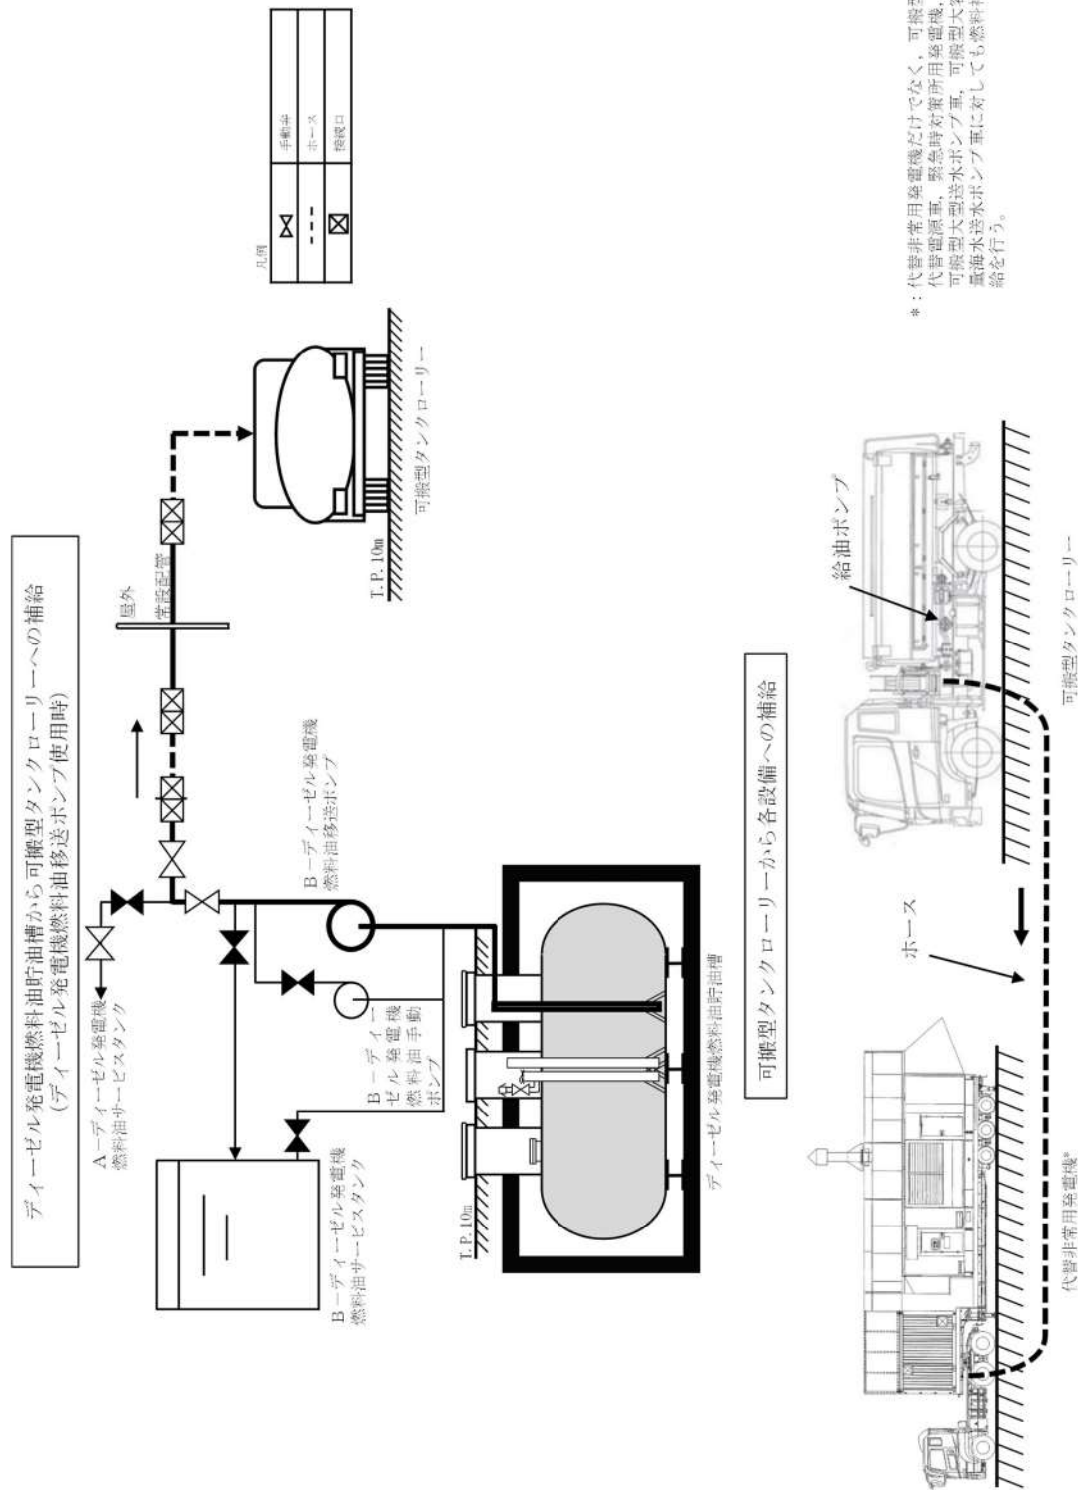 ディーゼル発電機燃料油貯油槽から可搬型タンクローリーへの補給
(ディーゼル発電機燃料油移送ポンプ使用時)
A－ディーゼル発電機
燃料油サービスタンク
B－ディーゼル発電機
燃料油サービスタンク
B－ディー
ゼル発電機
燃料油手動
ポンプ
B－ディーゼル発電機
燃料油移送ポンプ
T.P.10m
ディーゼル発電機燃料油貯油槽
屋外
常設配管
T.P.10m
可搬型タンクローリー
凡例
手動弁
ホース
接続口
可搬型タンクローリーから各設備への補給
ホース
給油ポンプ
代替非常用発電機*
可搬型タンクローリー
*：代替非常用発電機だけでなく，可搬型
代替電源車，緊急時対策所用発電機，
可搬型大型送水ポンプ車，可搬型大容
量海水送水ポンプ車に対しても燃料補
給を行う。